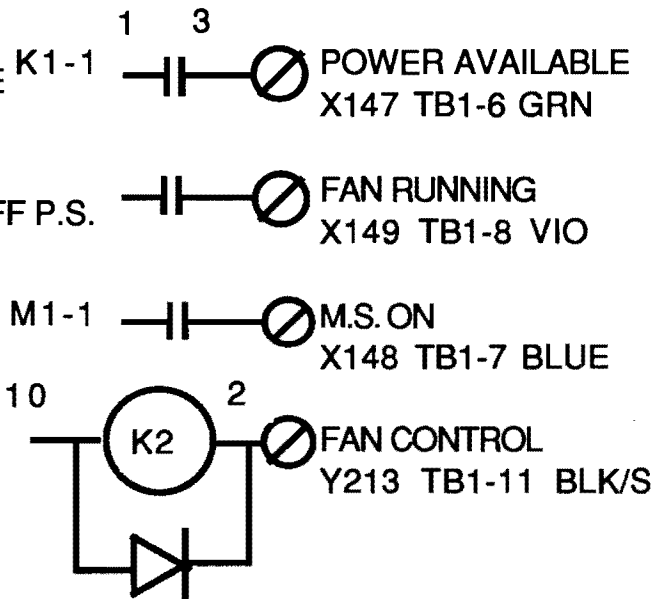 1 3
K1-1 POWER AVAILABLE
X147 TB1-6 GRN
FAN RUNNING
P.S.
X149 TB1-8 VIO
M1-1 M.S. ON
X148 TB1-7 BLUE
10 2
K2 FAN CONTROL
Y213 TB1-11 BLK/S